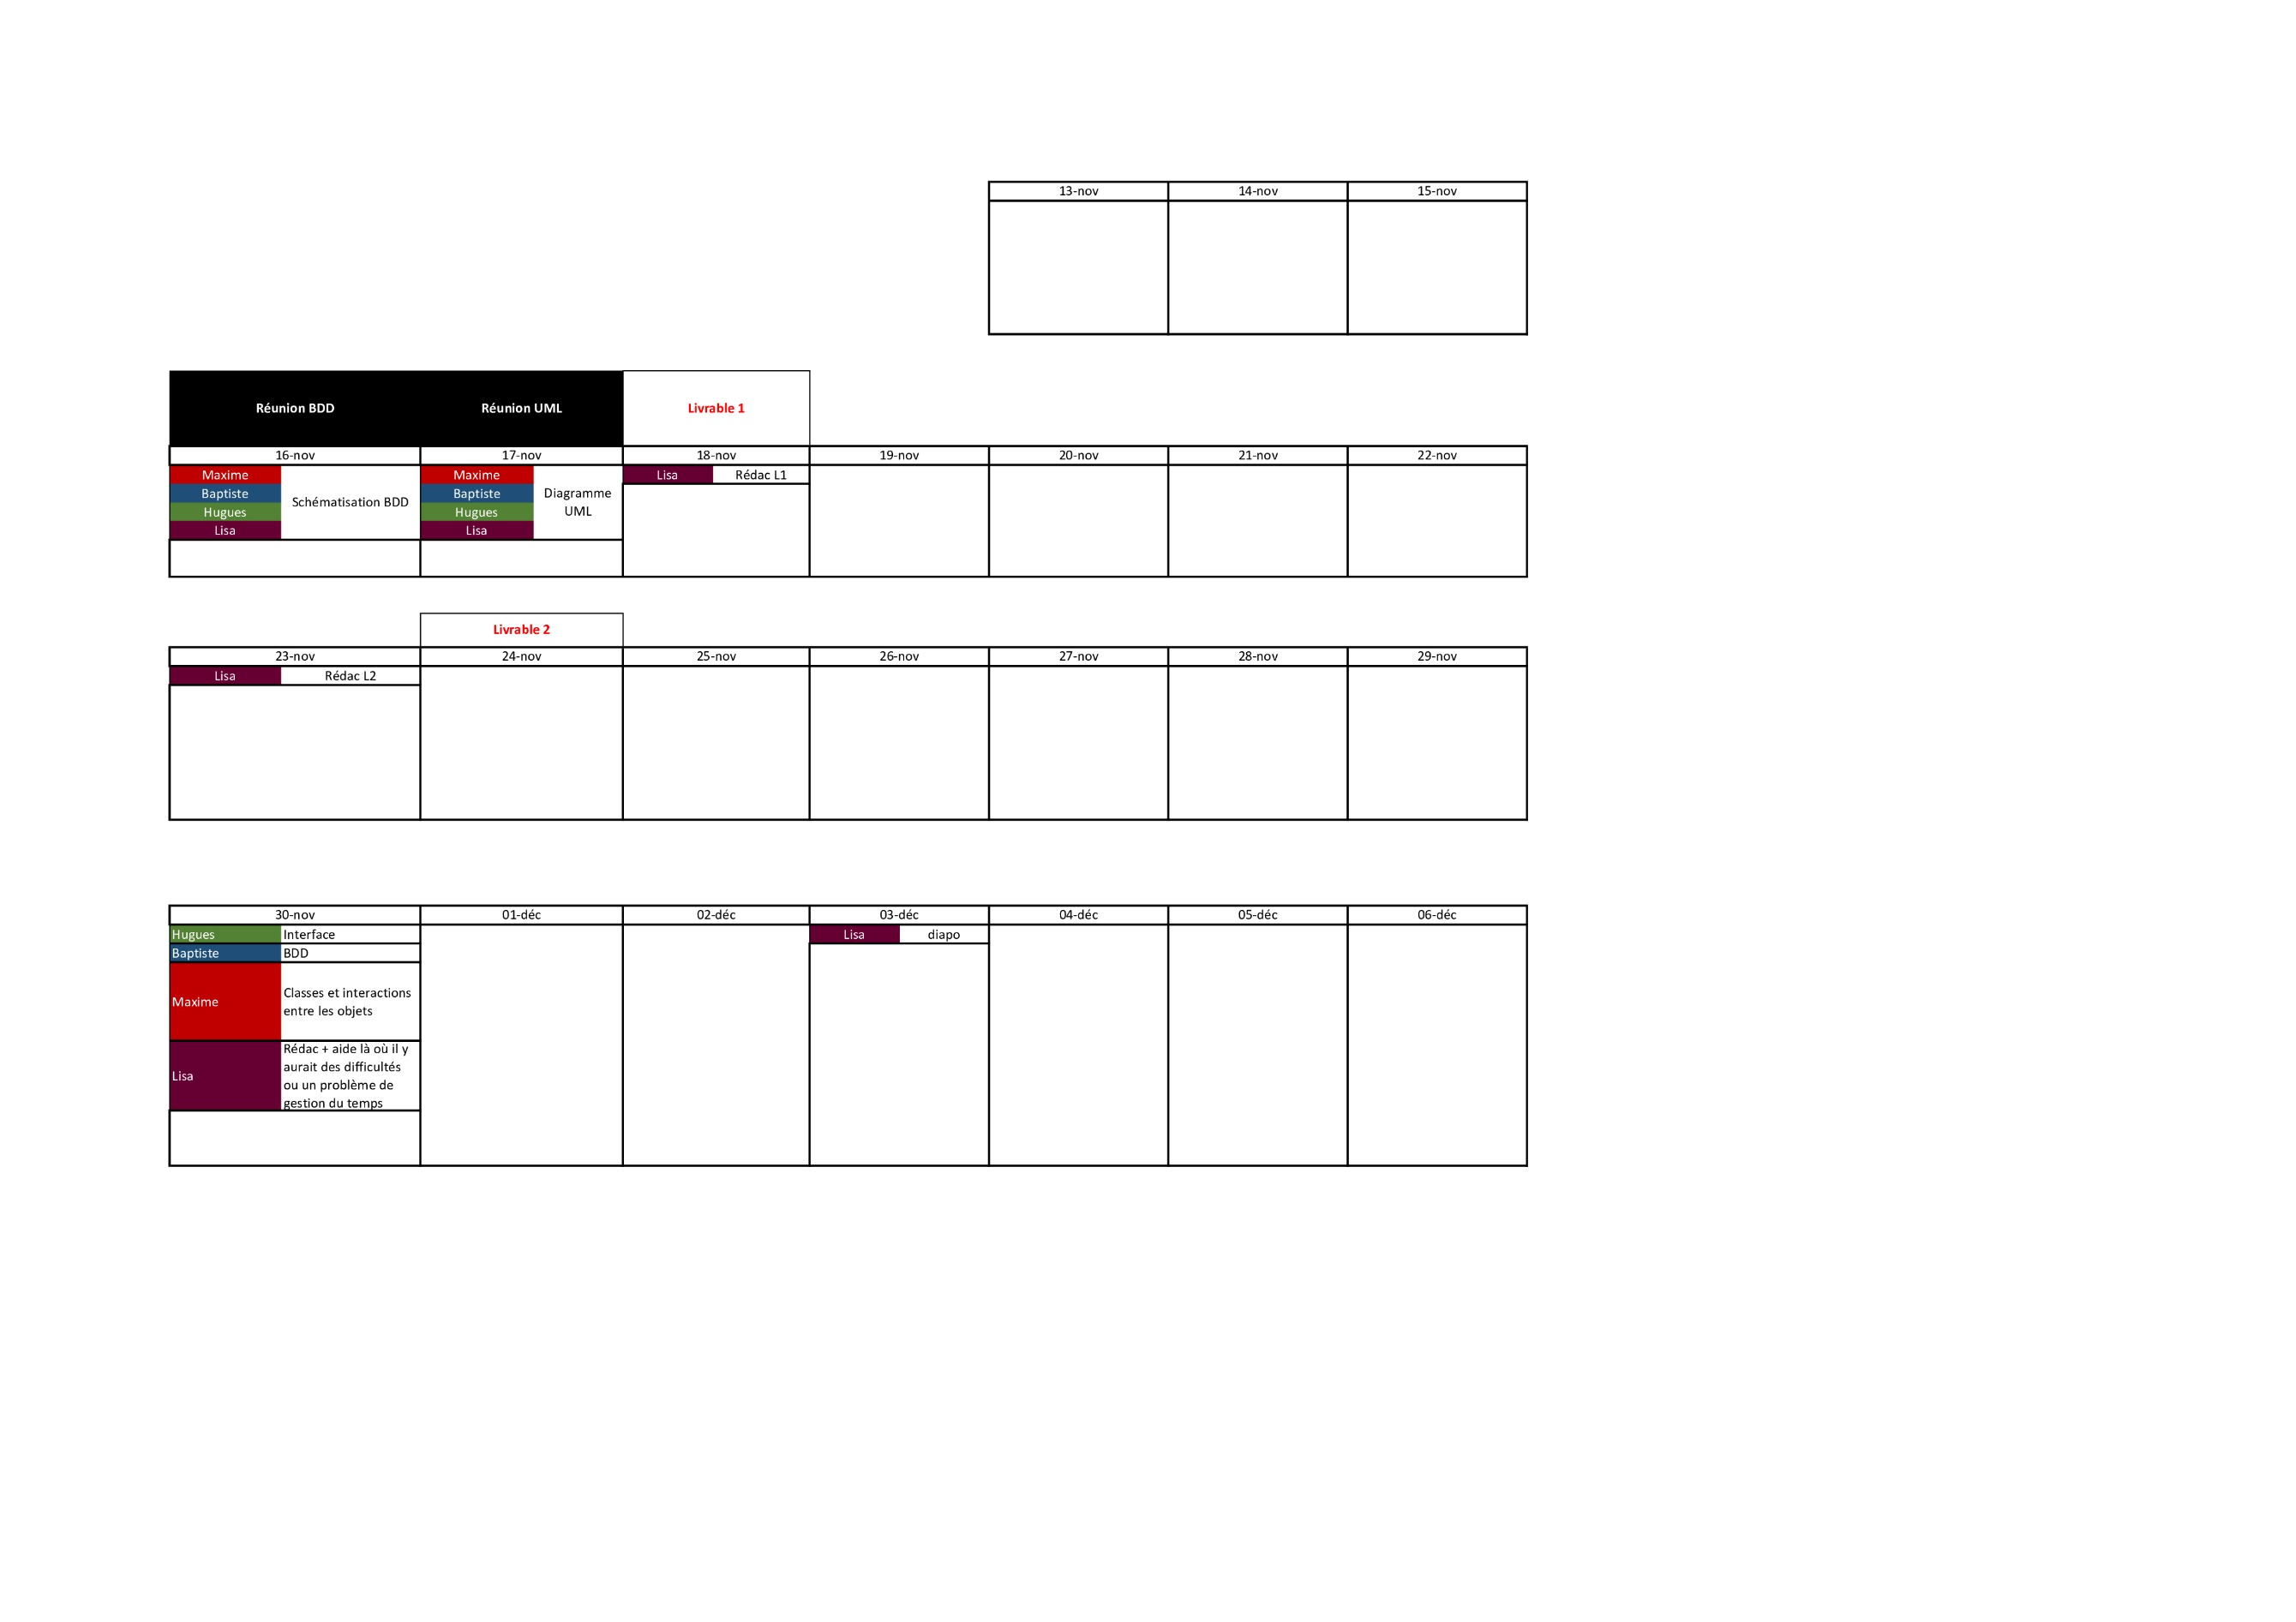 13-nov 14-nov 15-nov
Réunion BDD Réunion UML Livrable 1
16-nov 17-nov 18-nov 19-nov 20-nov 21-nov 22-nov
Maxime Maxime Lisa Rédac L1
Baptiste Baptiste Diagramme
Schématisation BDD
Hugues Hugues UML
Lisa Lisa
Livrable 2
23-nov 24-nov 25-nov 26-nov 27-nov 28-nov 29-nov
Lisa Rédac L2
30-nov 01-déc 02-déc 03-déc 04-déc 05-déc 06-déc
Hugues Interface Lisa diapo
Baptiste BDD
Maxime
Classes et interactions
entre les objets
Lisa
Rédac + aide là où il y
aurait des difficultés
ou un problème de
gestion du temps